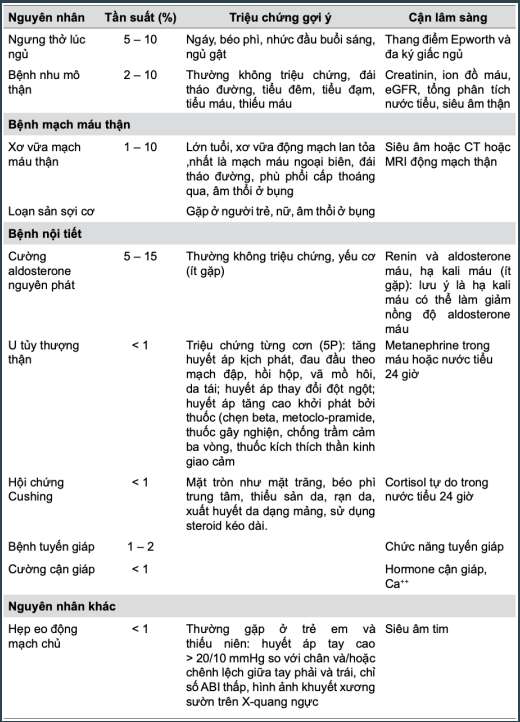 Nguyên nhân Tần suất (%) Triệu chứng gợi ý Cận lâm sàng
Ngưng thở lúc ngủ 5 – 10 Ngáy, béo phì, nhức đầu buổi sáng, ngủ gật Thang điểm Epworth và đa ký giấc ngủ
Bệnh nhu mô thận 2 – 10 Thường không triệu chứng, đái tháo đường, tiểu đêm, tiểu đạm, tiểu máu, thiếu máu Creatinin, ion đồ máu, eGFR, tổng phân tích nước tiểu, siêu âm thận
Bệnh mạch máu thận
Xơ vữa mạch máu thận 1 – 10 Lớn tuổi, xơ vữa động mạch lan tỏa ,nhất là mạch máu ngoại biên, đái tháo đường, phù phổi cấp thoáng qua, âm thổi ở bụng Siêu âm hoặc CT hoặc MRI động mạch thận
Loạn sản sợi cơ Gặp ở người trẻ, nữ, âm thổi ở bụng
Bệnh nội tiết
Cường aldosterone nguyên phát 5 – 15 Thường không triệu chứng, yếu cơ (ít gặp) Renin và aldosterone máu, hạ kali máu (ít gặp): lưu ý là hạ kali máu có thể làm giảm nồng độ aldosterone máu
U tủy thượng thận < 1 Triệu chứng từng cơn (5P): tăng huyết áp kịch phát, đau đầu theo mạch đập, hồi hộp, vã mồ hôi, da tái; huyết áp thay đổi đột ngột; huyết áp tăng cao khởi phát bởi thuốc (chẹn beta, metoclo-pramide, thuốc gây nghiện, chống trầm cảm ba vòng, thuốc kích thích thần kinh giao cảm Metanephrine trong máu hoặc nước tiểu 24 giờ
Hội chứng Cushing < 1 Mặt tròn như mặt trăng, béo phì trung tâm, thiểu sản da, rạn da, xuất huyết da dạng mảng, sử dụng steroid kéo dài. Cortisol tự do trong nước tiểu 24 giờ
Bệnh tuyến giáp 1 – 2 Chức năng tuyến giáp
Cường cận giáp < 1 Hormone cận giáp, Ca⁺⁺
Nguyên nhân khác
Hẹp eo động mạch chủ < 1 Thường gặp ở trẻ em và thiếu niên: huyết áp tay cao > 20/10 mmHg so với chân và/hoặc chênh lệch giữa tay phải và trái, chỉ số ABI thấp, hình ảnh khuyết xương sườn trên X-quang ngực Siêu âm tim